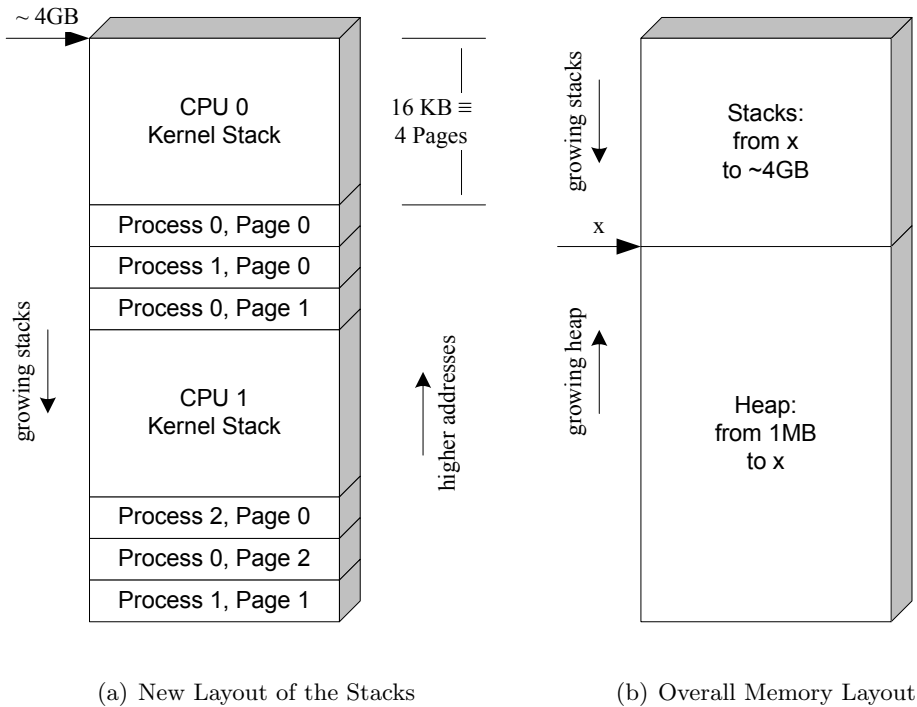 ~ 4GB
CPU 0
Kernel Stack
16 KB ≡
4 Pages
Process 0, Page 0
Process 1, Page 0
Process 0, Page 1
growing stacks
CPU 1
Kernel Stack
higher addresses
Process 2, Page 0
Process 0, Page 2
Process 1, Page 1
(a) New Layout of the Stacks
growing stacks
Stacks:
from x
to ~4GB
x
growing heap
Heap:
from 1MB
to x
(b) Overall Memory Layout